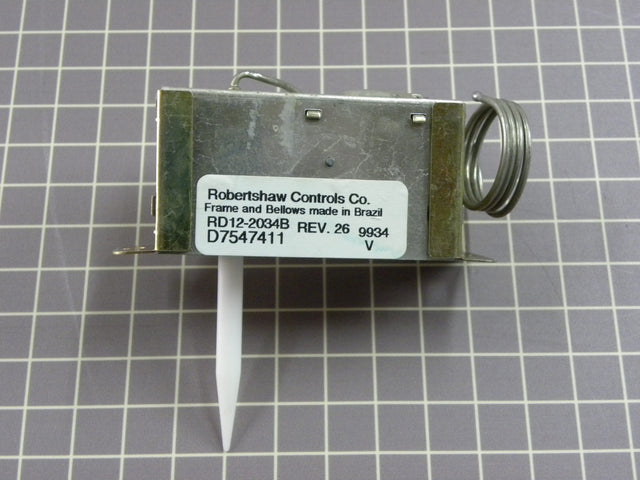 Robertshaw Controls Co.
Frame and Bellows made in Brazil
RD12-2034B REV. 26 9934
D7547411 V